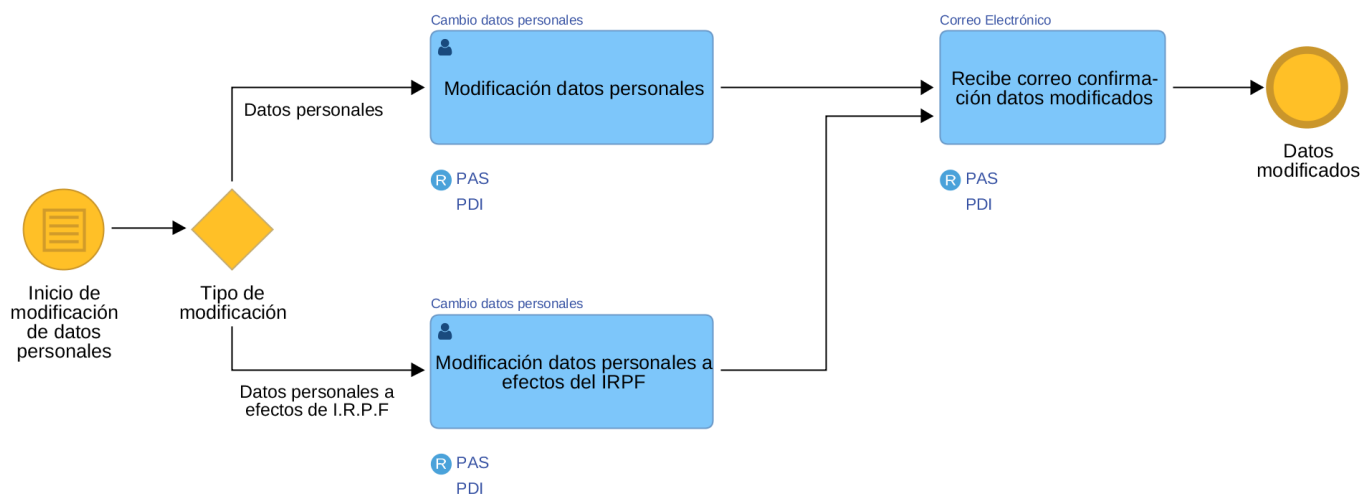 Cambio datos personales
Modificación datos personales
Datos personales
R PAS
PDI
Correo Electrónico
Recibe correo confirma-
ción datos modificados
R PAS
PDI
Datos
modificados
Inicio de
modificación
de datos
personales
Tipo de
modificación
Cambio datos personales
Modificación datos personales a
efectos del IRPF
Datos personales a
efectos de I.R.P.F
R PAS
PDI